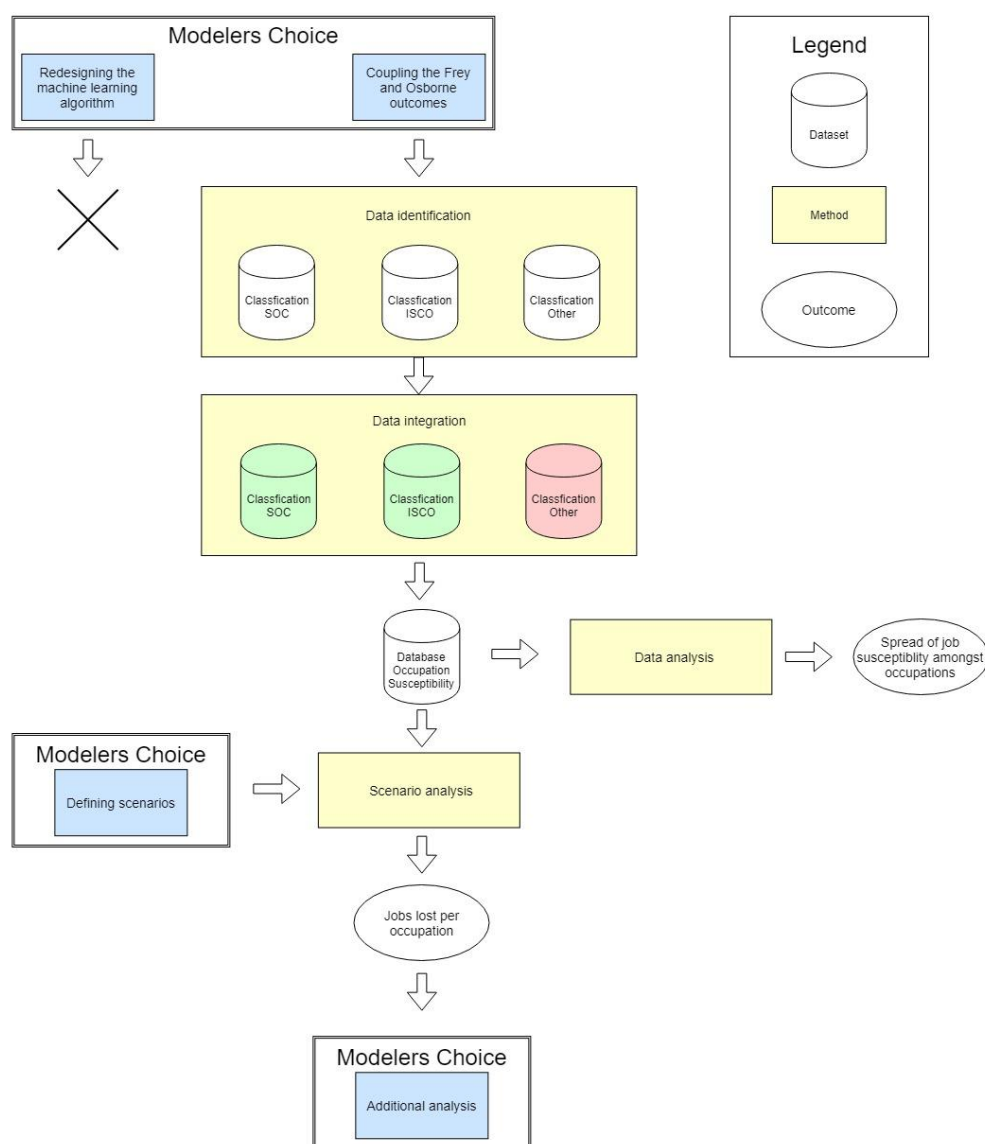 Modelers Choice
Redesigning the
machine learning
algorithm
Coupling the Frey
and Osborne
outcomes
Legend
Dataset
Method
Outcome
Data identification
Classfication
SOC
Classfication
ISCO
Classfication
Other
Data integration
Classfication
SOC
Classfication
ISCO
Classfication
Other
Database
Occupation
Susceptibility
Data analysis
Spread of job
susceptiblity amongst
occupations
Modelers Choice
Defining scenarios
Scenario analysis
Jobs lost per
occupation
Modelers Choice
Additional analysis